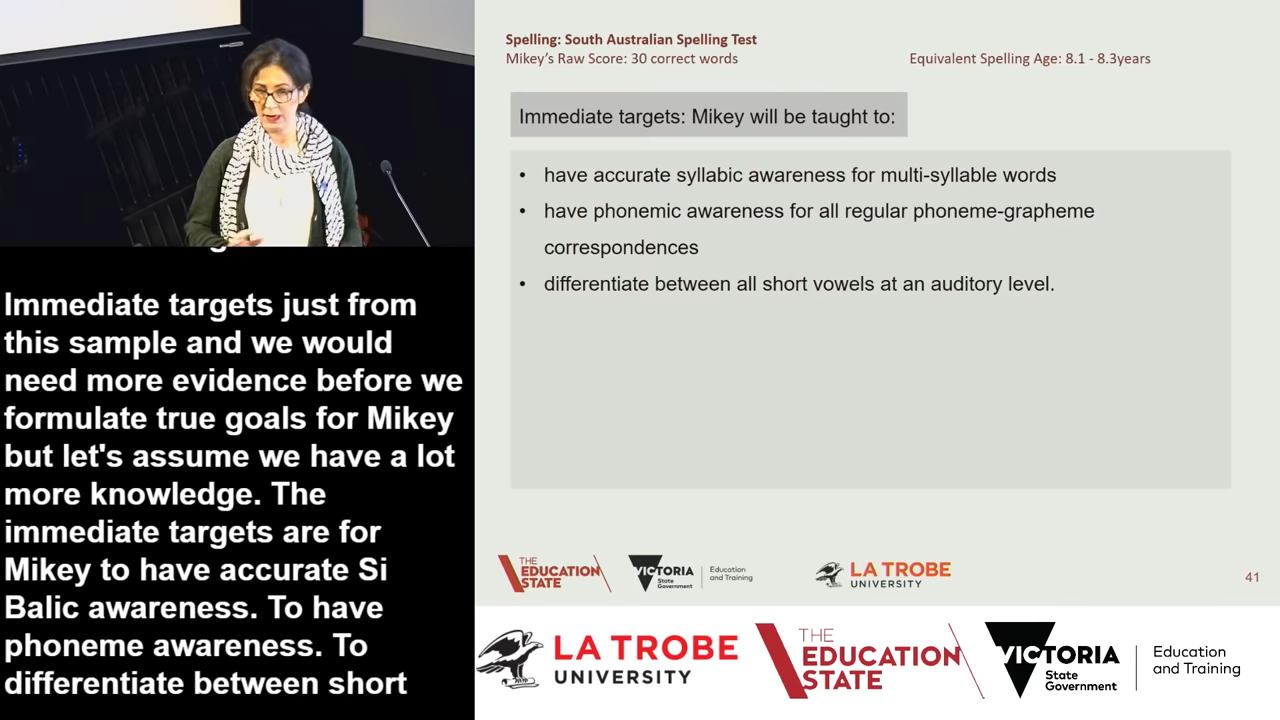 Spelling: South Australian Spelling Test
Mikey's Raw Score: 30 correct words
Equivalent Spelling Age: 8.1 - 8.3years
Immediate targets: Mikey will be taught to:
• have accurate syllabic awareness for multi-syllable words
• have phonemic awareness for all regular phoneme-grapheme
correspondences
• differentiate between all short vowels at an auditory level.
THE
EDUCATION
STATE
VICTORIA
State
Government
Education
and Training
LA TROBE
UNIVERSITY
41
Immediate targets just from
this sample and we would
need more evidence before we
formulate true goals for Mikey
but let's assume we have a lot
more knowledge. The
immediate targets are for
Mikey to have accurate Si
Balic awareness. To have
phoneme awareness. To
differentiate between short
LA TROBE
UNIVERSITY
THE
EDUCATION
STATE
VICTORIA
State
Government
Education
and Training